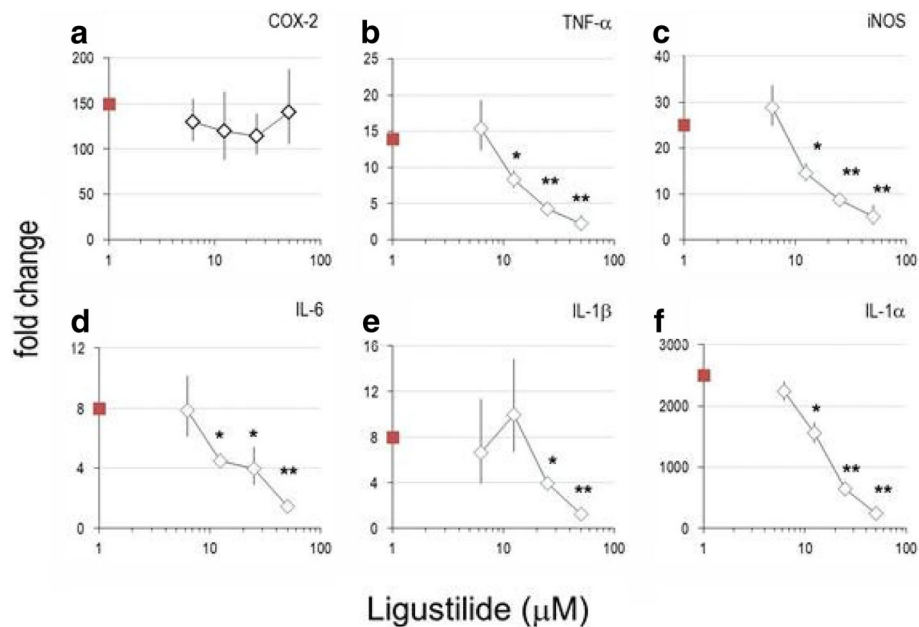 a COX-2
200
150
100
50
0
1 10 100
b TNF-α
25
20
15
10
5
0
* ** **
1 10 100
c iNOS
40
30
20
10
0
* ** **
1 10 100
fold change
d IL-6
12
8
4
0
* * **
1 10 100
e IL-1β
16
12
8
4
0
* **
1 10 100
f IL-1α
3000
2000
1000
0
* ** **
1 10 100
Ligustilide (μM)